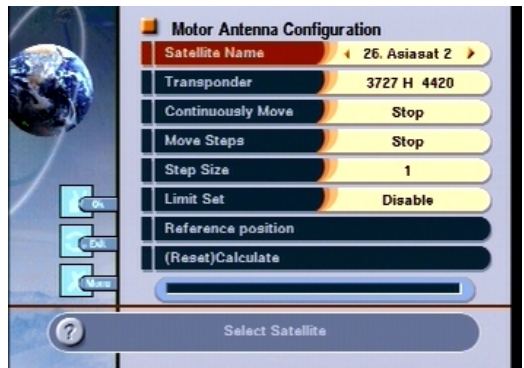 Motor Antenna Configuration
Satellite Name 26. Asiasat 2
Transponder 3727 H 4420
Continuously Move Stop
Move Steps Stop
Step Size 1
Limit Set Disable
Reference position
(Reset)Calculate
Ok
Exit
Menu
? Select Satellite